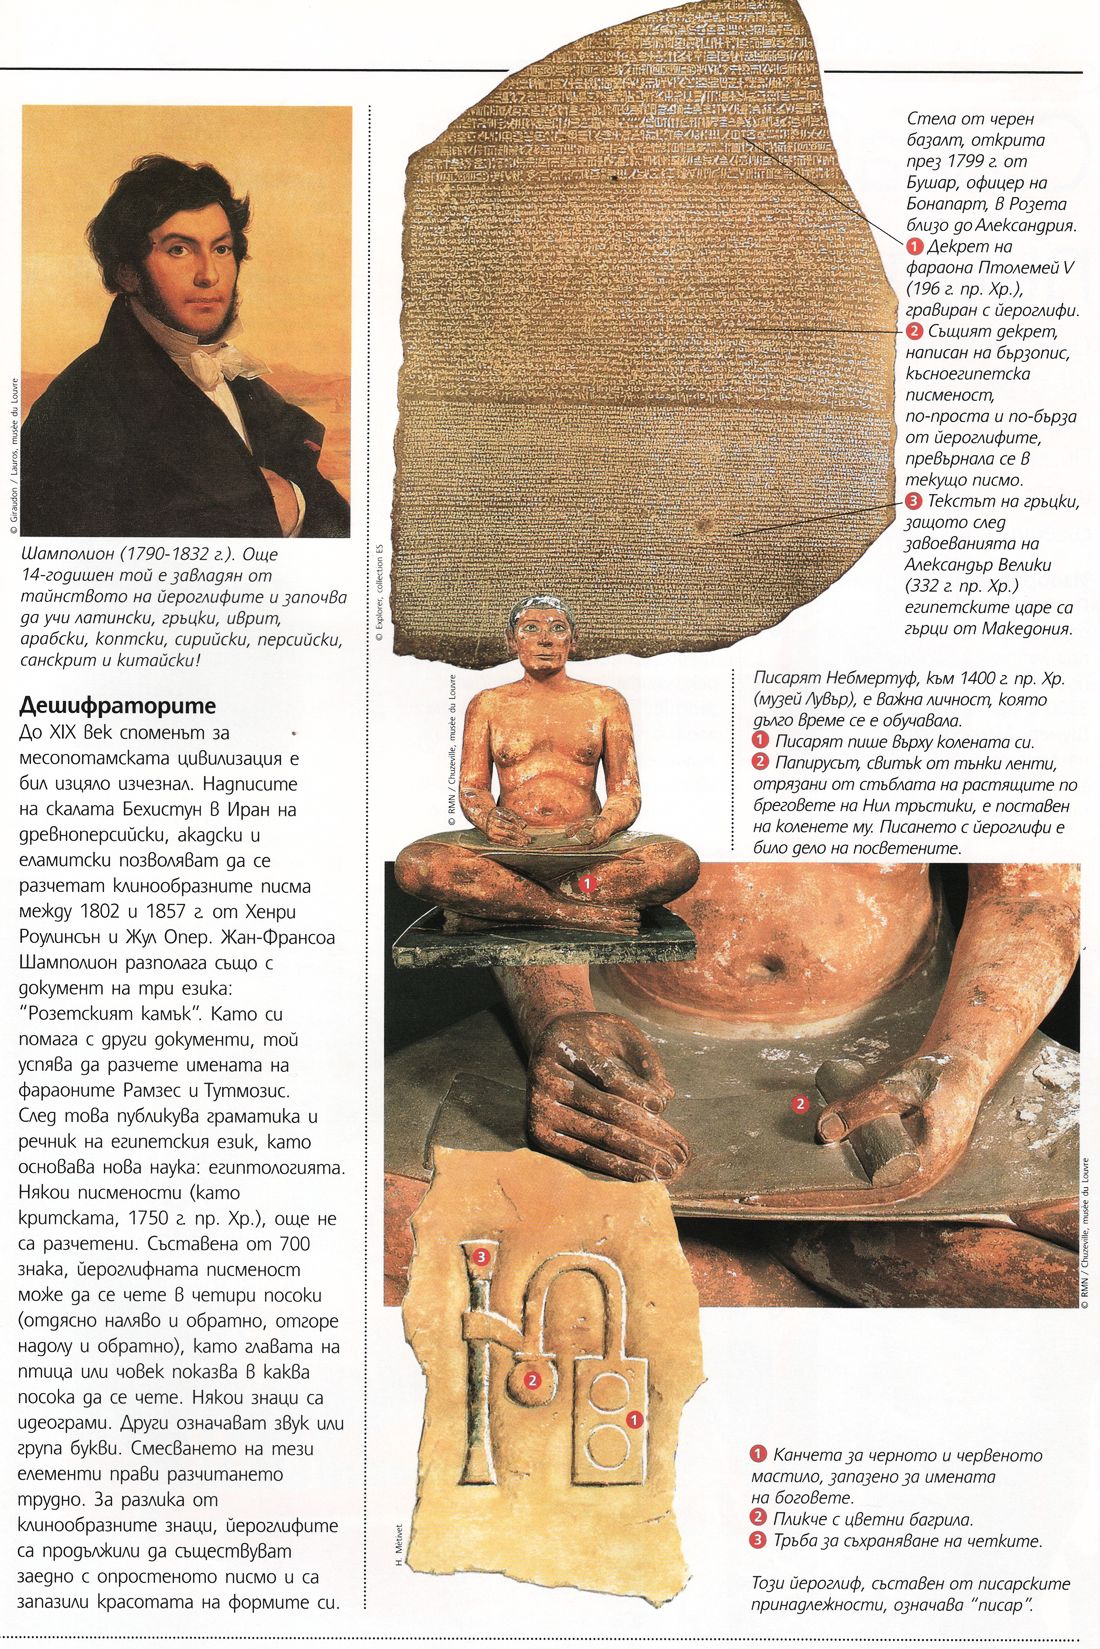 © Giraudon / Lauros, musée du Louvre
Шамполион (1790-1832 г.). Още
14-годишен той е завладян от
тайнството на йероглифите и започва
да учи латински, гръцки, иврит,
арабски, коптски, сирийски, персийски,
санскрит и китайски!
Дешифраторите
До XIX век споменът за
месопотамската цивилизация е
бил изцяло изчезнал. Надписите
на скалата Бехистун в Иран на
древноперсийски, акадски и
еламитски позволяват да се
разчетат клинообразните писма
между 1802 и 1857 г. от Хенри
Роулинсън и Жул Опер. Жан-Франсоа
Шамполион разполага също с
документ на три езика:
“Розетският камък”. Като си
помага с други документи, той
успява да разчете имената на
фараоните Рамзес и Тутмозис.
След това публикува граматика и
речник на египетския език, като
основава нова наука: египтологията.
Някои писмености (като
критската, 1750 г. пр. Хр.), още не
са разчетени. Съставена от 700
знака, йероглифната писменост
може да се чете в четири посоки
(отдясно наляво и обратно, отгоре
надолу и обратно), като главата на
птица или човек показва в каква
посока да се чете. Някои знаци са
идеограми. Други означават звук или
група букви. Смесването на тези
елементи прави разчитането
трудно. За разлика от
клинообразните знаци, йероглифите
са продължили да съществуват
заедно с опростеното писмо и са
запазили красотата на формите си.
© Explorer, collection ES
Стела от черен
базалт, открита
през 1799 г. от
Бушар, офицер на
Бонапарт, в Розета
близо до Александрия.
1 Декрет на
фараона Птолемей V
(196 г. пр. Хр.),
гравиран с йероглифи.
2 Същият декрет,
написан на бързопис,
късноегипетска
писменост,
по-проста и по-бърза
от йероглифите,
превърнала се в
текущо писмо.
3 Текстът на гръцки,
защото след
завоеванията на
Александър Велики
(332 г. пр. Хр.)
египетските царе са
гърци от Македония.
© RMN / Chuzeville, musée du Louvre
Писарят Небмертуф, към 1400 г. пр. Хр.
(музей Лувър), е важна личност, която
дълго време се е обучавала.
1 Писарят пише върху колената си.
2 Папирусът, свитък от тънки ленти,
отрязани от стъблата на растящите по
бреговете на Нил тръстики, е поставен
на коленете му. Писането с йероглифи е
било дело на посветените.
1
2
© RMN / Chuzeville, musée du Louvre
3
2
1
H. Métivet
1 Канчета за черното и червеното
мастило, запазено за имената
на боговете.
2 Пликче с цветни багрила.
3 Тръба за съхраняване на четките.
Този йероглиф, съставен от писарските
принадлежности, означава “писар”.